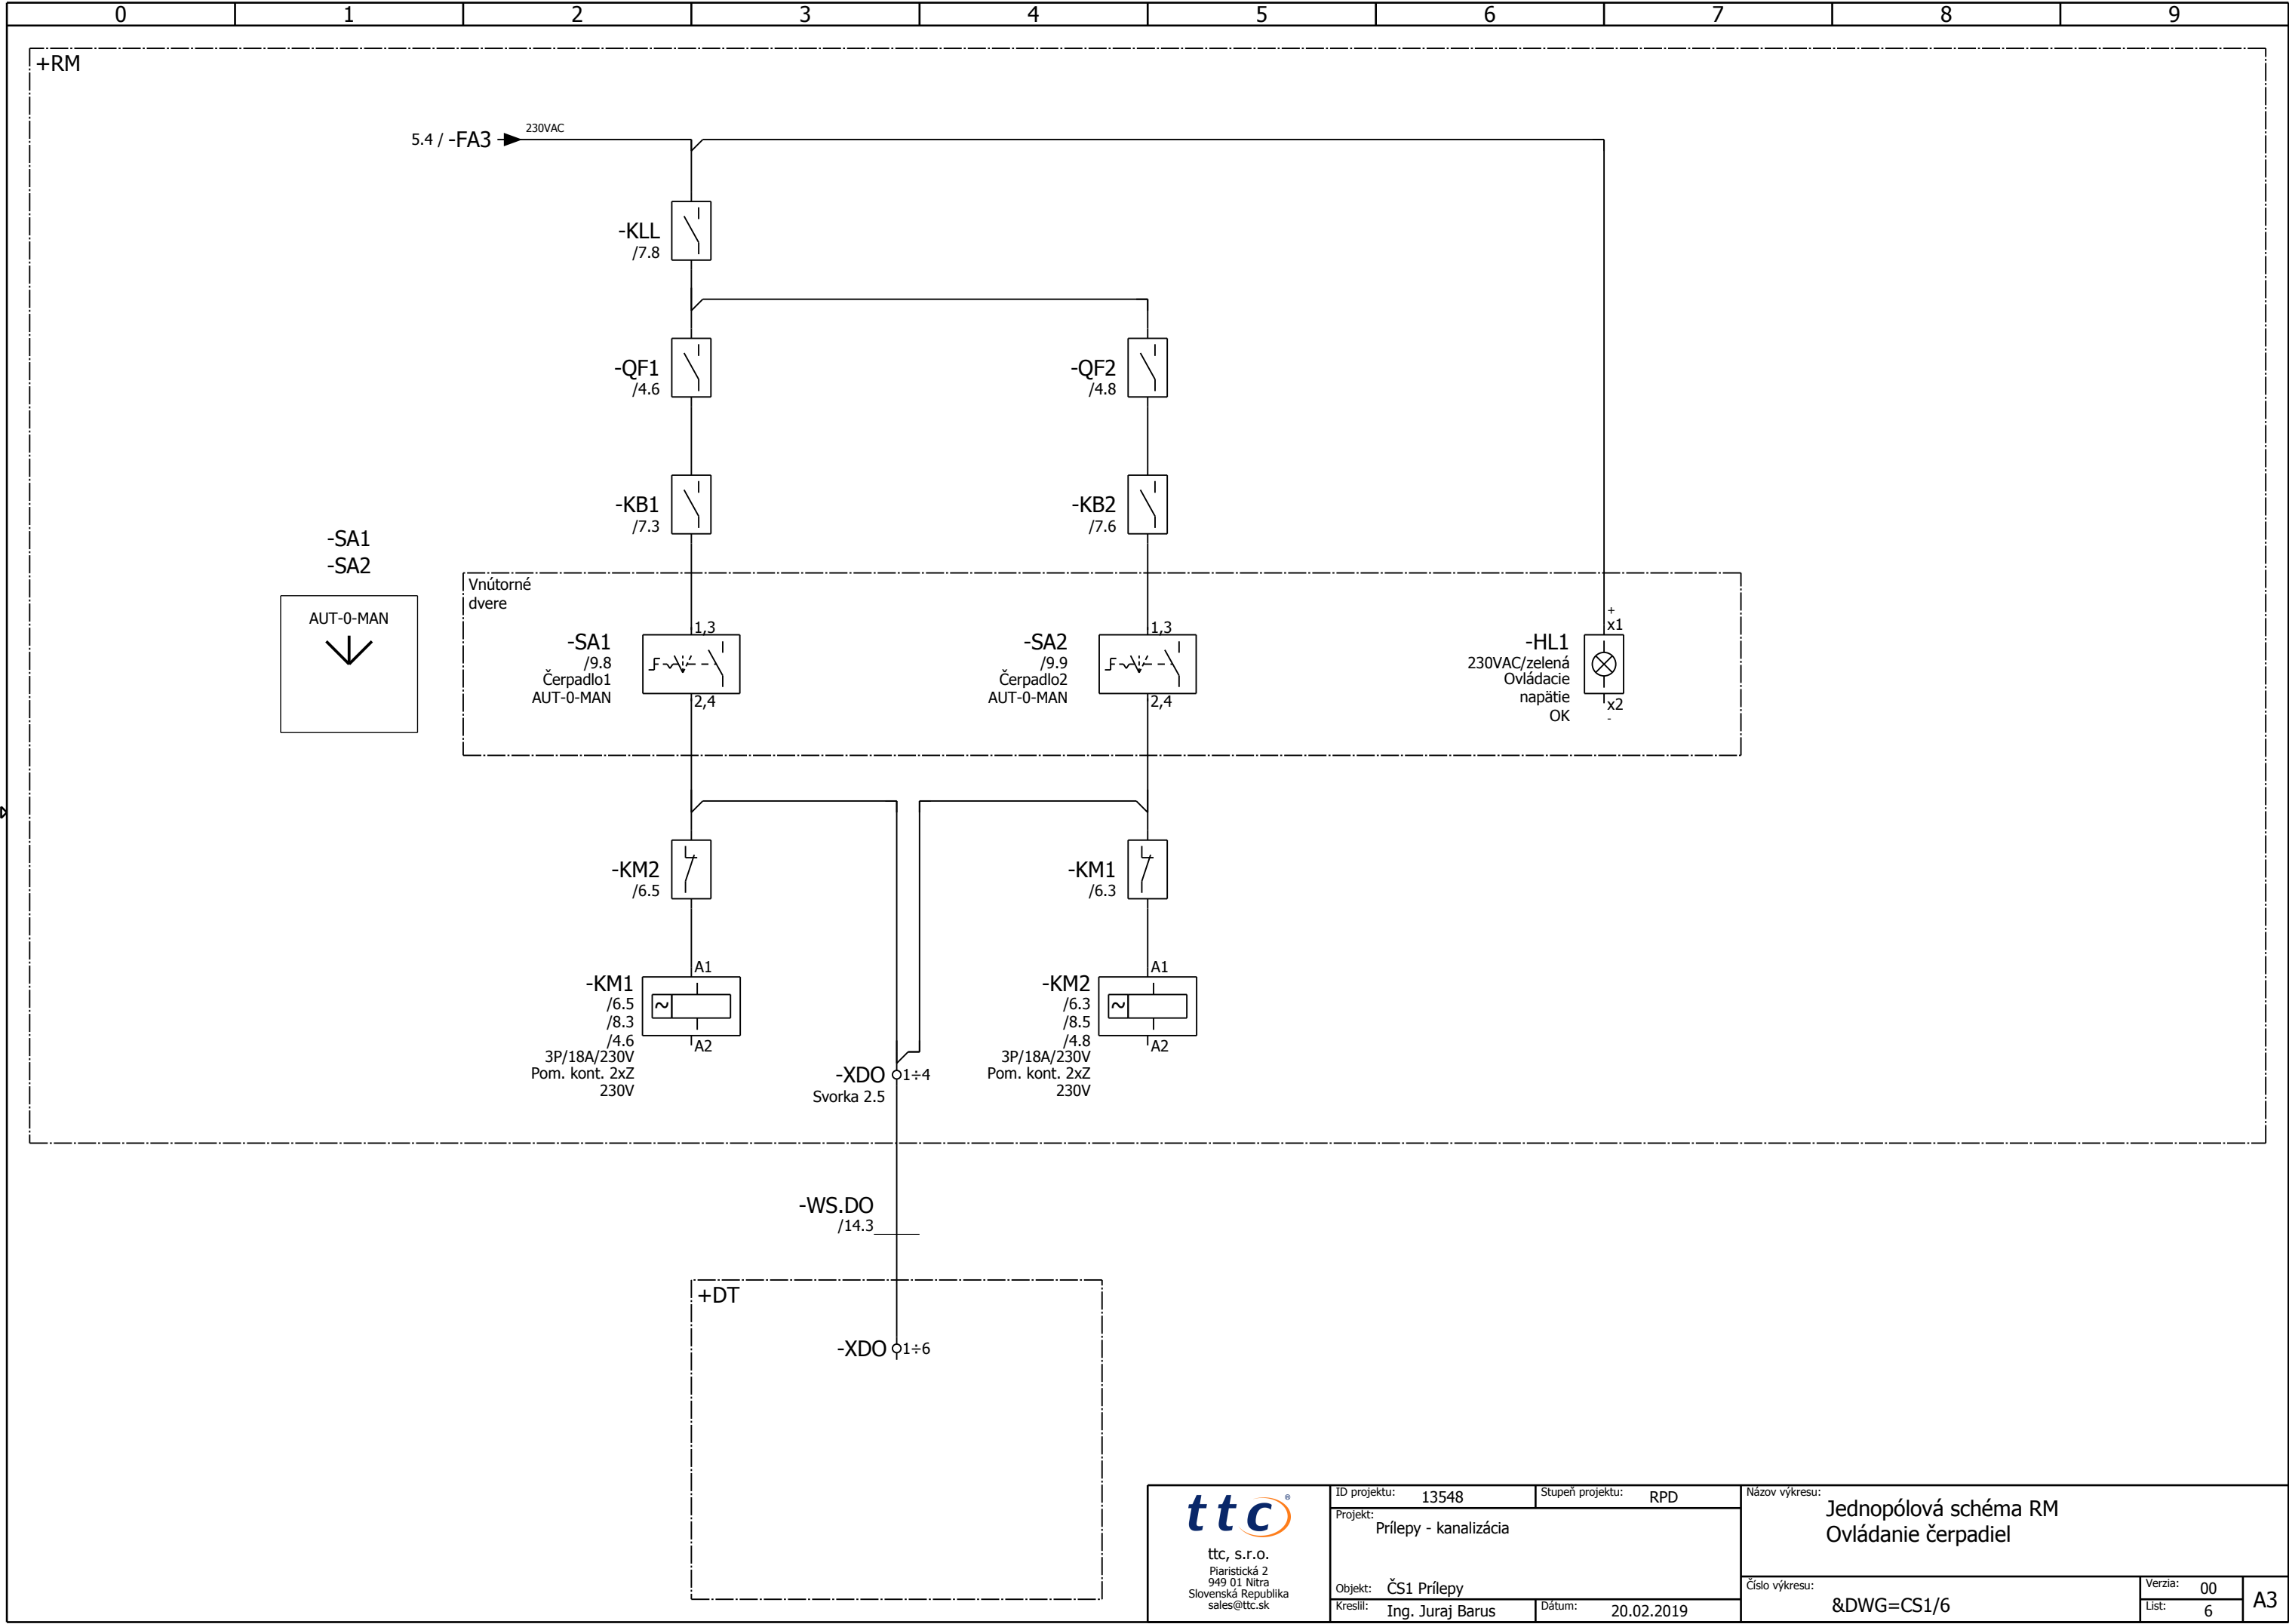 0 1 2 3 4 5 6 7 8 9
+RM
5.4 / -FA3
230VAC
-KLL
/7.8
-QF1
/4.6
-QF2
/4.8
-KB1
/7.3
-KB2
/7.6
-SA1
-SA2
AUT-0-MAN
Vnútorné
dvere
-SA1
/9.8
Čerpadlo1
AUT-0-MAN
1,3
2,4
-SA2
/9.9
Čerpadlo2
AUT-0-MAN
1,3
2,4
-HL1
230VAC/zelená
Ovládacie
napätie
OK
+
x1
x2
-
-KM2
/6.5
-KM1
/6.3
-KM1
/6.5
/8.3
/4.6
3P/18A/230V
Pom. kont. 2xZ
230V
A1
~
A2
-KM2
/6.3
/8.5
/4.8
3P/18A/230V
Pom. kont. 2xZ
230V
A1
~
A2
-XDO 1÷4
Svorka 2.5
-WS.DO
/14.3
+DT
-XDO 1÷6
ttc®
ttc, s.r.o.
Piaristická 2
949 01 Nitra
Slovenská Republika
sales@ttc.sk
ID projektu: 13548
Stupeň projektu: RPD
Projekt:
Prílepy - kanalizácia
Objekt: ČS1 Prílepy
Kreslil: Ing. Juraj Barus
Dátum: 20.02.2019
Názov výkresu:
Jednopólová schéma RM
Ovládanie čerpadiel
Číslo výkresu:
&DWG=CS1/6
Verzia: 00
List: 6
A3